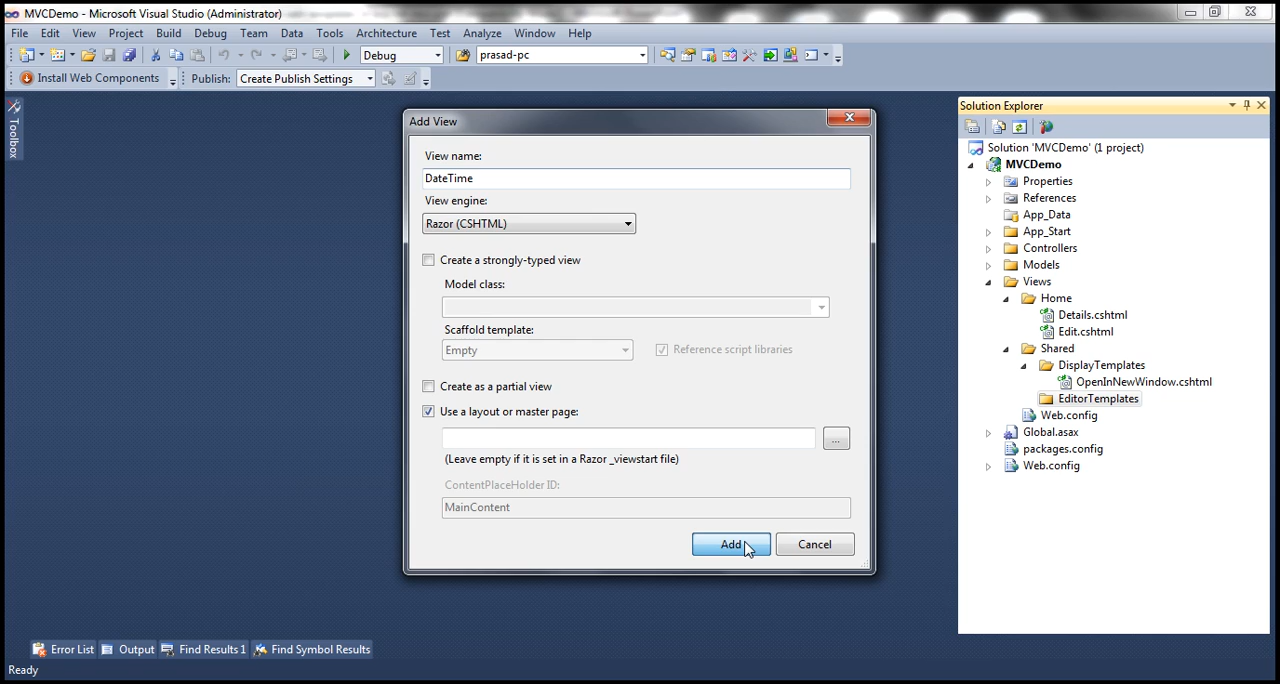 MVCDemo - Microsoft Visual Studio (Administrator)
File Edit View Project Build Debug Team Data Tools Architecture Test Analyze Window Help
Debug prasad-pc
Install Web Components Publish: Create Publish Settings
Toolbox
Add View
View name:
DateTime
View engine:
Razor (CSHTML)
Create a strongly-typed view
Model class:
Scaffold template:
Empty
Reference script libraries
Create as a partial view
Use a layout or master page:
...
(Leave empty if it is set in a Razor _viewstart file)
ContentPlaceHolder ID:
MainContent
Add Cancel
Solution Explorer
Solution 'MVCDemo' (1 project)
MVCDemo
Properties
References
App_Data
App_Start
Controllers
Models
Views
Home
Details.cshtml
Edit.cshtml
Shared
DisplayTemplates
OpenInNewWindow.cshtml
EditorTemplates
Web.config
Global.asax
packages.config
Web.config
Error List Output Find Results 1 Find Symbol Results
Ready